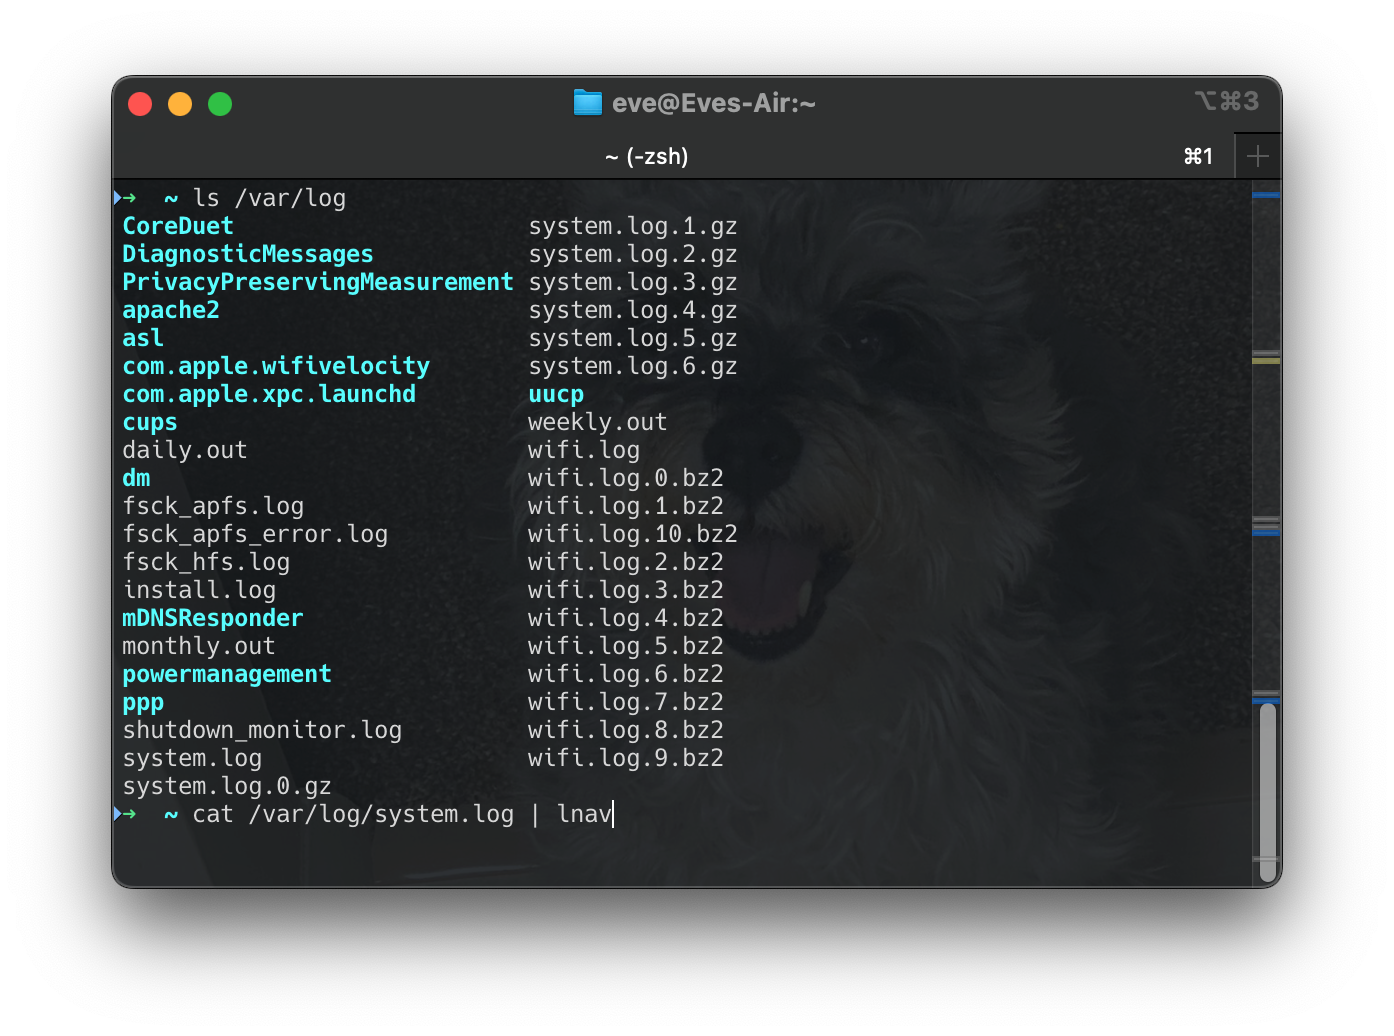 eve@Eves-Air:~ ⌥⌘3
~ (-zsh) ⌘1
→ ~ ls /var/log
CoreDuet system.log.1.gz
DiagnosticMessages system.log.2.gz
PrivacyPreservingMeasurement system.log.3.gz
apache2 system.log.4.gz
asl system.log.5.gz
com.apple.wifivelocity system.log.6.gz
com.apple.xpc.launchd uucp
cups weekly.out
daily.out wifi.log
dm wifi.log.0.bz2
fsck_apfs.log wifi.log.1.bz2
fsck_apfs_error.log wifi.log.10.bz2
fsck_hfs.log wifi.log.2.bz2
install.log wifi.log.3.bz2
mDNSResponder wifi.log.4.bz2
monthly.out wifi.log.5.bz2
powermanagement wifi.log.6.bz2
ppp wifi.log.7.bz2
shutdown_monitor.log wifi.log.8.bz2
system.log wifi.log.9.bz2
system.log.0.gz
→ ~ cat /var/log/system.log | lnav